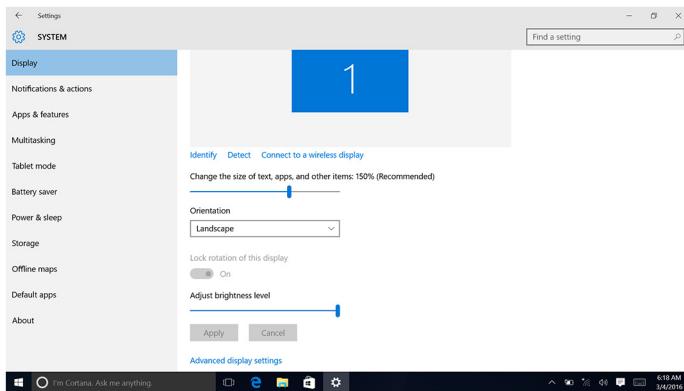 Settings
SYSTEM
Find a setting
Display
Notifications & actions
Apps & features
Multitasking
Tablet mode
Battery saver
Power & sleep
Storage
Offline maps
Default apps
About
1
Identify Detect Connect to a wireless display
Change the size of text, apps, and other items: 150% (Recommended)
Orientation
Landscape
Lock rotation of this display
On
Adjust brightness level
Apply Cancel
Advanced display settings
I'm Cortana. Ask me anything.
6:18 AM
3/4/2016